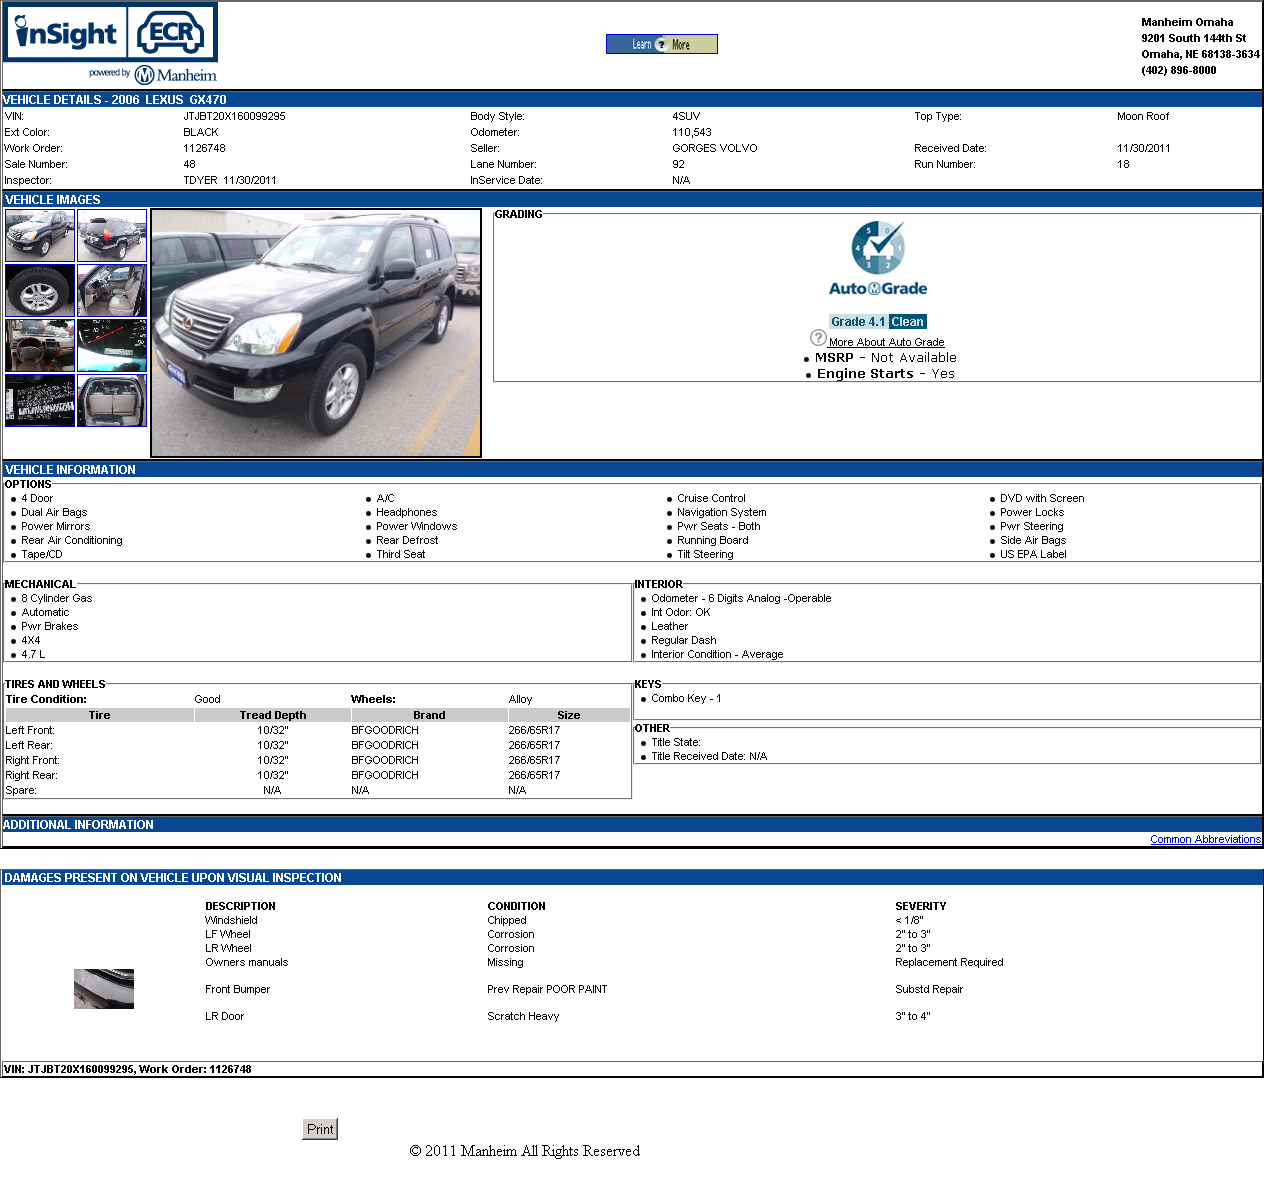 inSight ECR
powered by Manheim
Learn ? More
Manheim Omaha
9201 South 144th St
Omaha, NE 68138-3634
(402) 896-8000
VEHICLE DETAILS - 2006 LEXUS GX470
VIN: JTJBT20X160099295 Body Style: 4SUV Top Type: Moon Roof
Ext Color: BLACK Odometer: 110,543
Work Order: 1126748 Seller: GORGES VOLVO Received Date: 11/30/2011
Sale Number: 48 Lane Number: 92 Run Number: 18
Inspector: TDYER 11/30/2011 InService Date: N/A
VEHICLE IMAGES
GRADING
5 0 4 1 3 2
Auto Grade
Grade 4.1 Clean
? More About Auto Grade
MSRP - Not Available
Engine Starts - Yes
VEHICLE INFORMATION
OPTIONS
4 Door A/C Cruise Control DVD with Screen
Dual Air Bags Headphones Navigation System Power Locks
Power Mirrors Power Windows Pwr Seats - Both Pwr Steering
Rear Air Conditioning Rear Defrost Running Board Side Air Bags
Tape/CD Third Seat Tilt Steering US EPA Label
MECHANICAL
8 Cylinder Gas
Automatic
Pwr Brakes
4X4
4.7 L
INTERIOR
Odometer - 6 Digits Analog -Operable
Int Odor: OK
Leather
Regular Dash
Interior Condition - Average
TIRES AND WHEELS
Tire Condition: Good Wheels: Alloy
Tire Tread Depth Brand Size
Left Front: 10/32" BFGOODRICH 266/65R17
Left Rear: 10/32" BFGOODRICH 266/65R17
Right Front: 10/32" BFGOODRICH 266/65R17
Right Rear: 10/32" BFGOODRICH 266/65R17
Spare: N/A N/A N/A
KEYS
Combo Key - 1
OTHER
Title State:
Title Received Date: N/A
ADDITIONAL INFORMATION
Common Abbreviations
DAMAGES PRESENT ON VEHICLE UPON VISUAL INSPECTION
DESCRIPTION CONDITION SEVERITY
Windshield Chipped < 1/8"
LF Wheel Corrosion 2" to 3"
LR Wheel Corrosion 2" to 3"
Owners manuals Missing Replacement Required
Front Bumper Prev Repair POOR PAINT Substd Repair
LR Door Scratch Heavy 3" to 4"
VIN: JTJBT20X160099295, Work Order: 1126748
Print
© 2011 Manheim All Rights Reserved